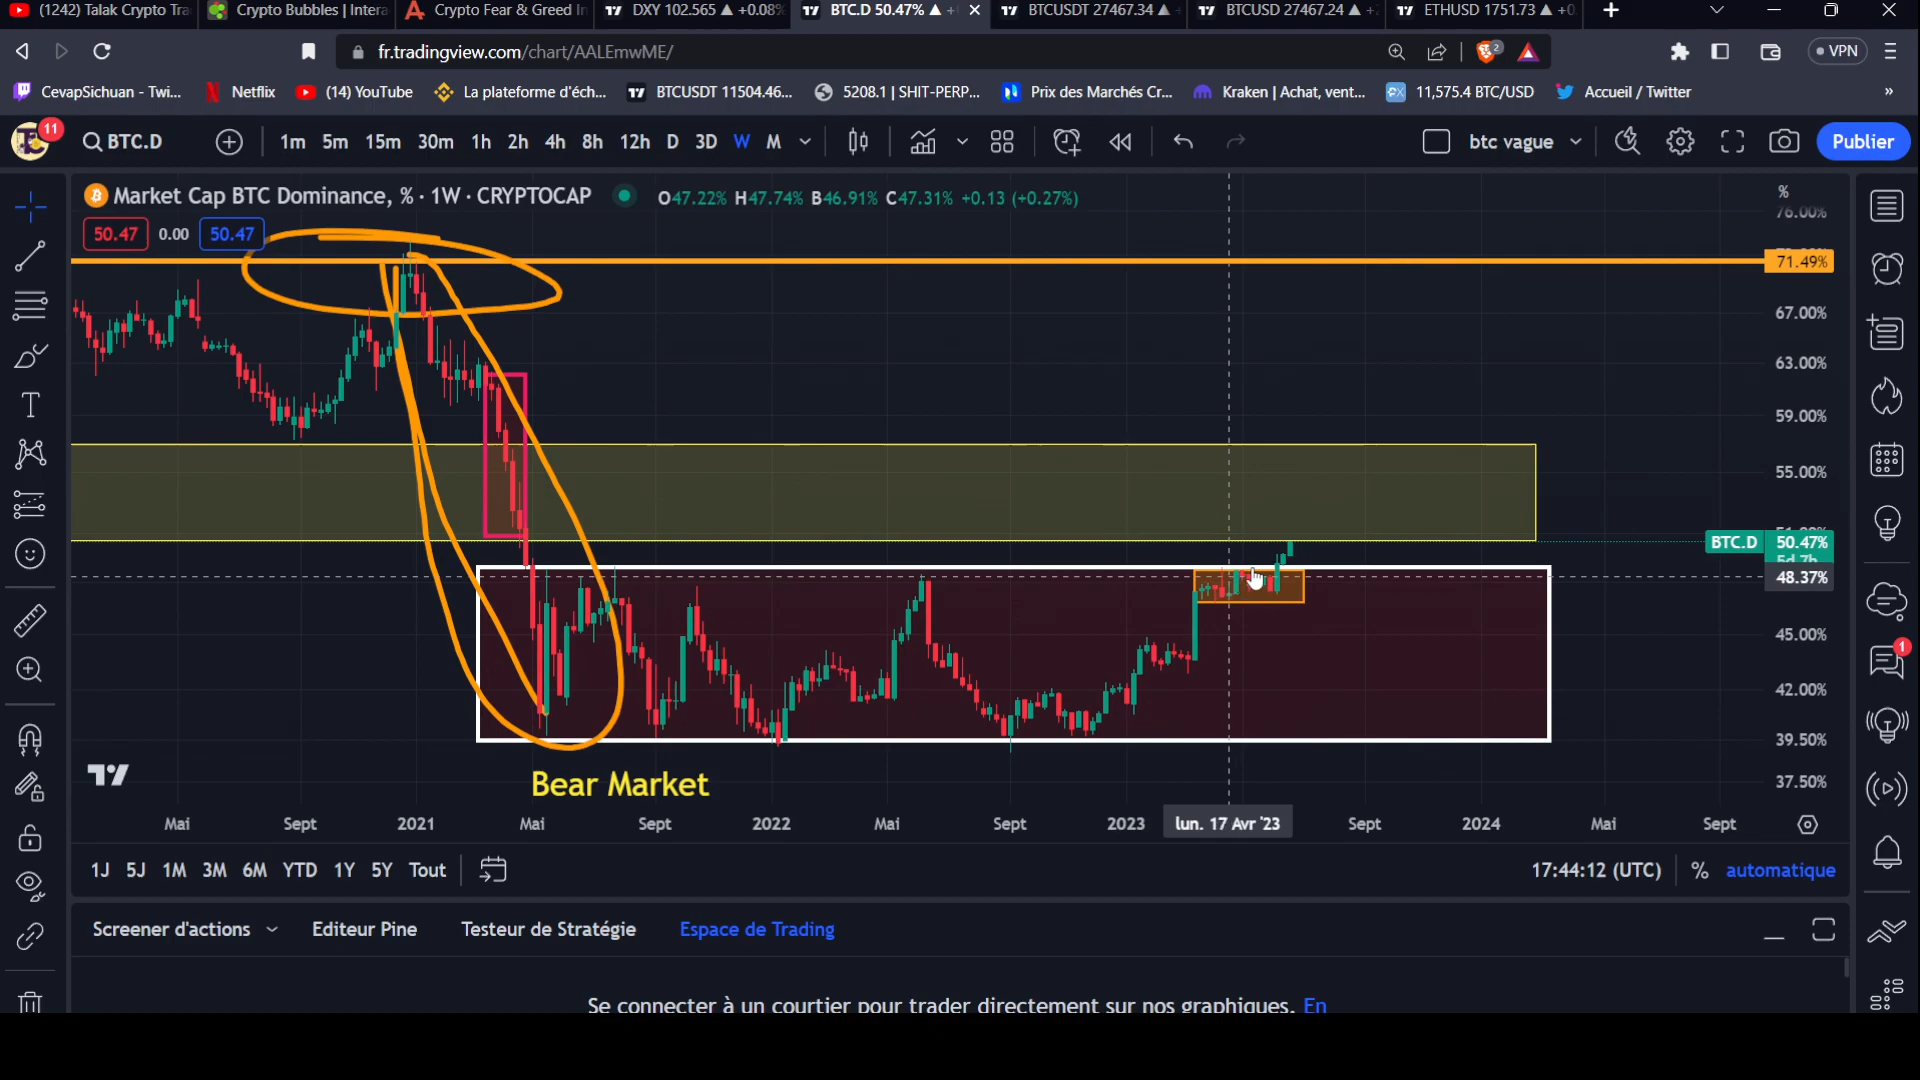 (1242) Talak Crypto Tra
Crypto Bubbles | Intera
Crypto Fear & Greed In
DXY 102.565 ▲ +0.08%
BTC.D 50.47% ▲ +
BTCUSDT 27467.34 ▲
BTCUSD 27467.24 ▲ +
ETHUSD 1751.73 ▲ +0
fr.tradingview.com/chart/AALEmwME/
2
VPN
CevapSichuan - Twi...
Netflix
(14) YouTube
La plateforme d'éch...
BTCUSDT 11504.46...
5208.1 | SHIT-PERP...
Prix des Marchés Cr...
Kraken | Achat, vent...
11,575.4 BTC/USD
Accueil / Twitter
»
11
BTC.D
1m 5m 15m 30m 1h 2h 4h 8h 12h D 3D W M
btc vague
Publier
Market Cap BTC Dominance, % · 1W · CRYPTOCAP
O47.22% H47.74% B46.91% C47.31% +0.13 (+0.27%)
50.47 0.00 50.47
%
76.00%
71.49%
67.00%
63.00%
59.00%
55.00%
BTC.D 50.47%
5d 7h
48.37%
45.00%
42.00%
39.50%
37.50%
1
Bear Market
Mai Sept 2021 Mai Sept 2022 Mai Sept 2023 lun. 17 Avr '23 Sept 2024 Mai Sept
1J 5J 1M 3M 6M YTD 1Y 5Y Tout
17:44:12 (UTC) % automatique
Screener d'actions Editeur Pine Testeur de Stratégie Espace de Trading
Se connecter à un courtier pour trader directement sur nos graphiques. En